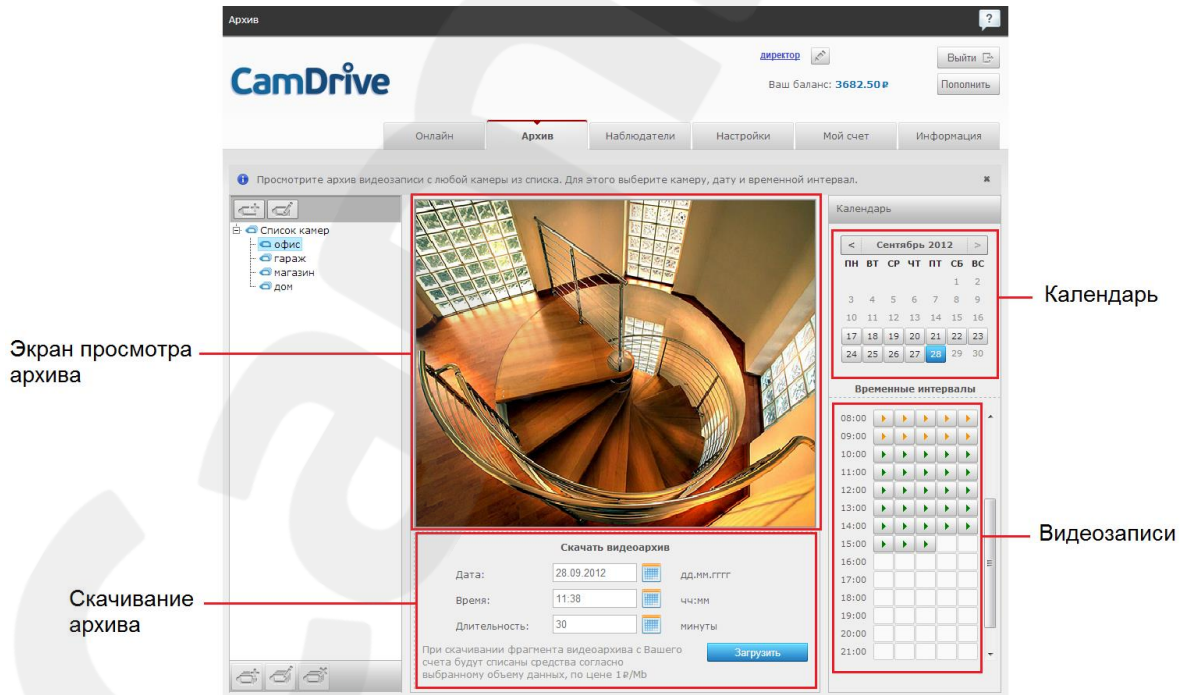 Архив
?
CamDrive
директор
Выйти
Ваш баланс: 3682.50 ₽
Пополнить
Онлайн
Архив
Наблюдатели
Настройки
Мой счет
Информация
Просмотрите архив видеозаписи с любой камеры из списка. Для этого выберите камеру, дату и временной интервал.
Список камер
офис
гараж
магазин
дом
Экран просмотра
архива
Календарь
< Сентябрь 2012 >
ПН ВТ СР ЧТ ПТ СБ ВС
1 2
3 4 5 6 7 8 9
10 11 12 13 14 15 16
17 18 19 20 21 22 23
24 25 26 27 28 29 30
Календарь
Временные интервалы
08:00
09:00
10:00
11:00
12:00
13:00
14:00
15:00
16:00
17:00
18:00
19:00
20:00
21:00
Видеозаписи
Скачивание
архива
Скачать видеоархив
Дата: 28.09.2012 дд.мм.гггг
Время: 11:38 чч:мм
Длительность: 30 минуты
При скачивании фрагмента видеоархива с Вашего
счета будут списаны средства согласно
выбранному объему данных, по цене 1₽/Mb
Загрузить